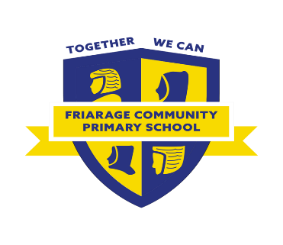 TOGETHER WE CAN
FRIARAGE COMMUNITY
PRIMARY SCHOOL